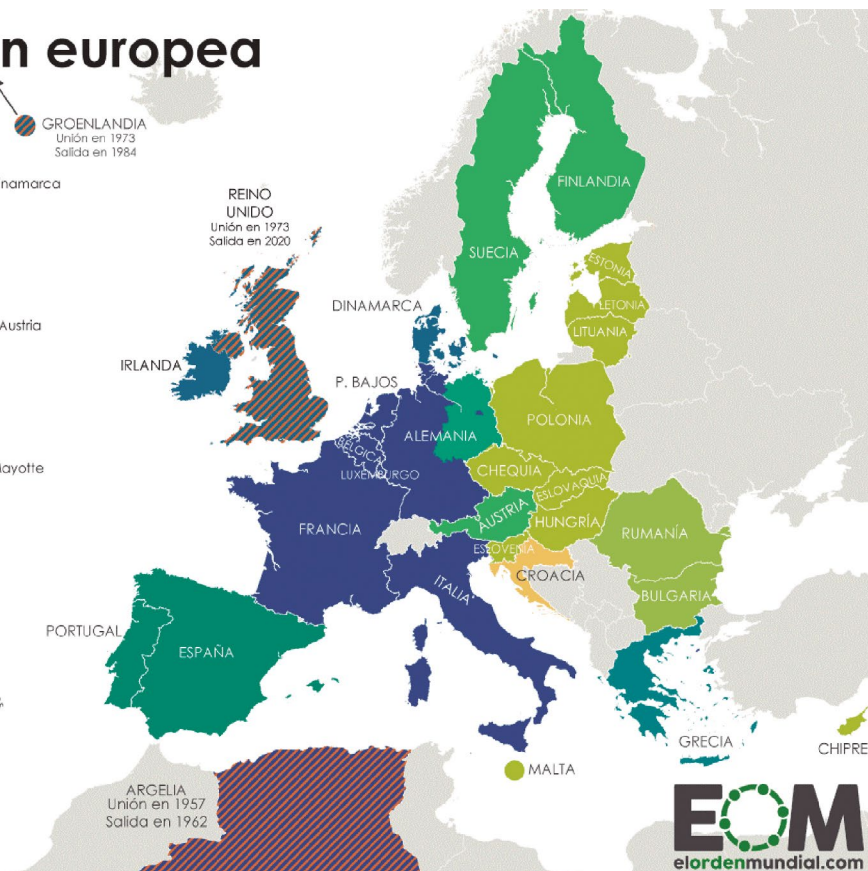 n europea
GROENLANDIA
Unión en 1973
Salida en 1984
namarca
REINO
UNIDO
Unión en 1973
Salida en 2020
FINLANDIA
SUECIA
ESTONIA
LETONIA
LITUANIA
DINAMARCA
Austria
IRLANDA
P. BAJOS
POLONIA
ALEMANIA
BÉLGICA
LUXEMBURGO
CHEQUIA
ayotte
ESLOVAQUIA
AUSTRIA
HUNGRÍA
FRANCIA
RUMANÍA
ESLOVENIA
CROACIA
ITALIA
BULGARIA
PORTUGAL
ESPAÑA
GRECIA
CHIPRE
MALTA
ARGELIA
Unión en 1957
Salida en 1962
EOM
elordenmundial.com